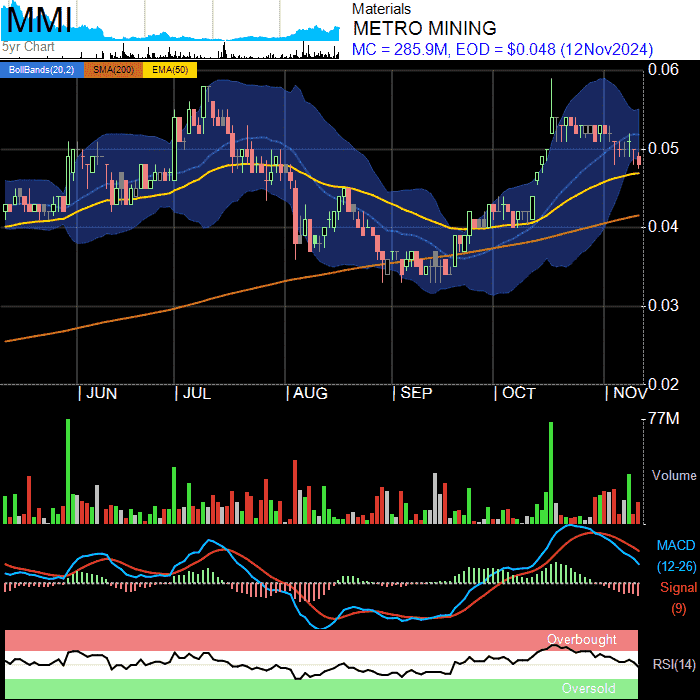 MMI
5yr Chart
Materials
METRO MINING
MC = 285.9M, EOD = $0.048 (12Nov2024)
BollBands(20,2) SMA(200) EMA(50)
0.06
0.05
0.04
0.03
0.02
| JUN | JUL | AUG | SEP | OCT | NOV
77M
Volume
MACD
(12-26)
Signal
(9)
Overbought
RSI(14)
Oversold